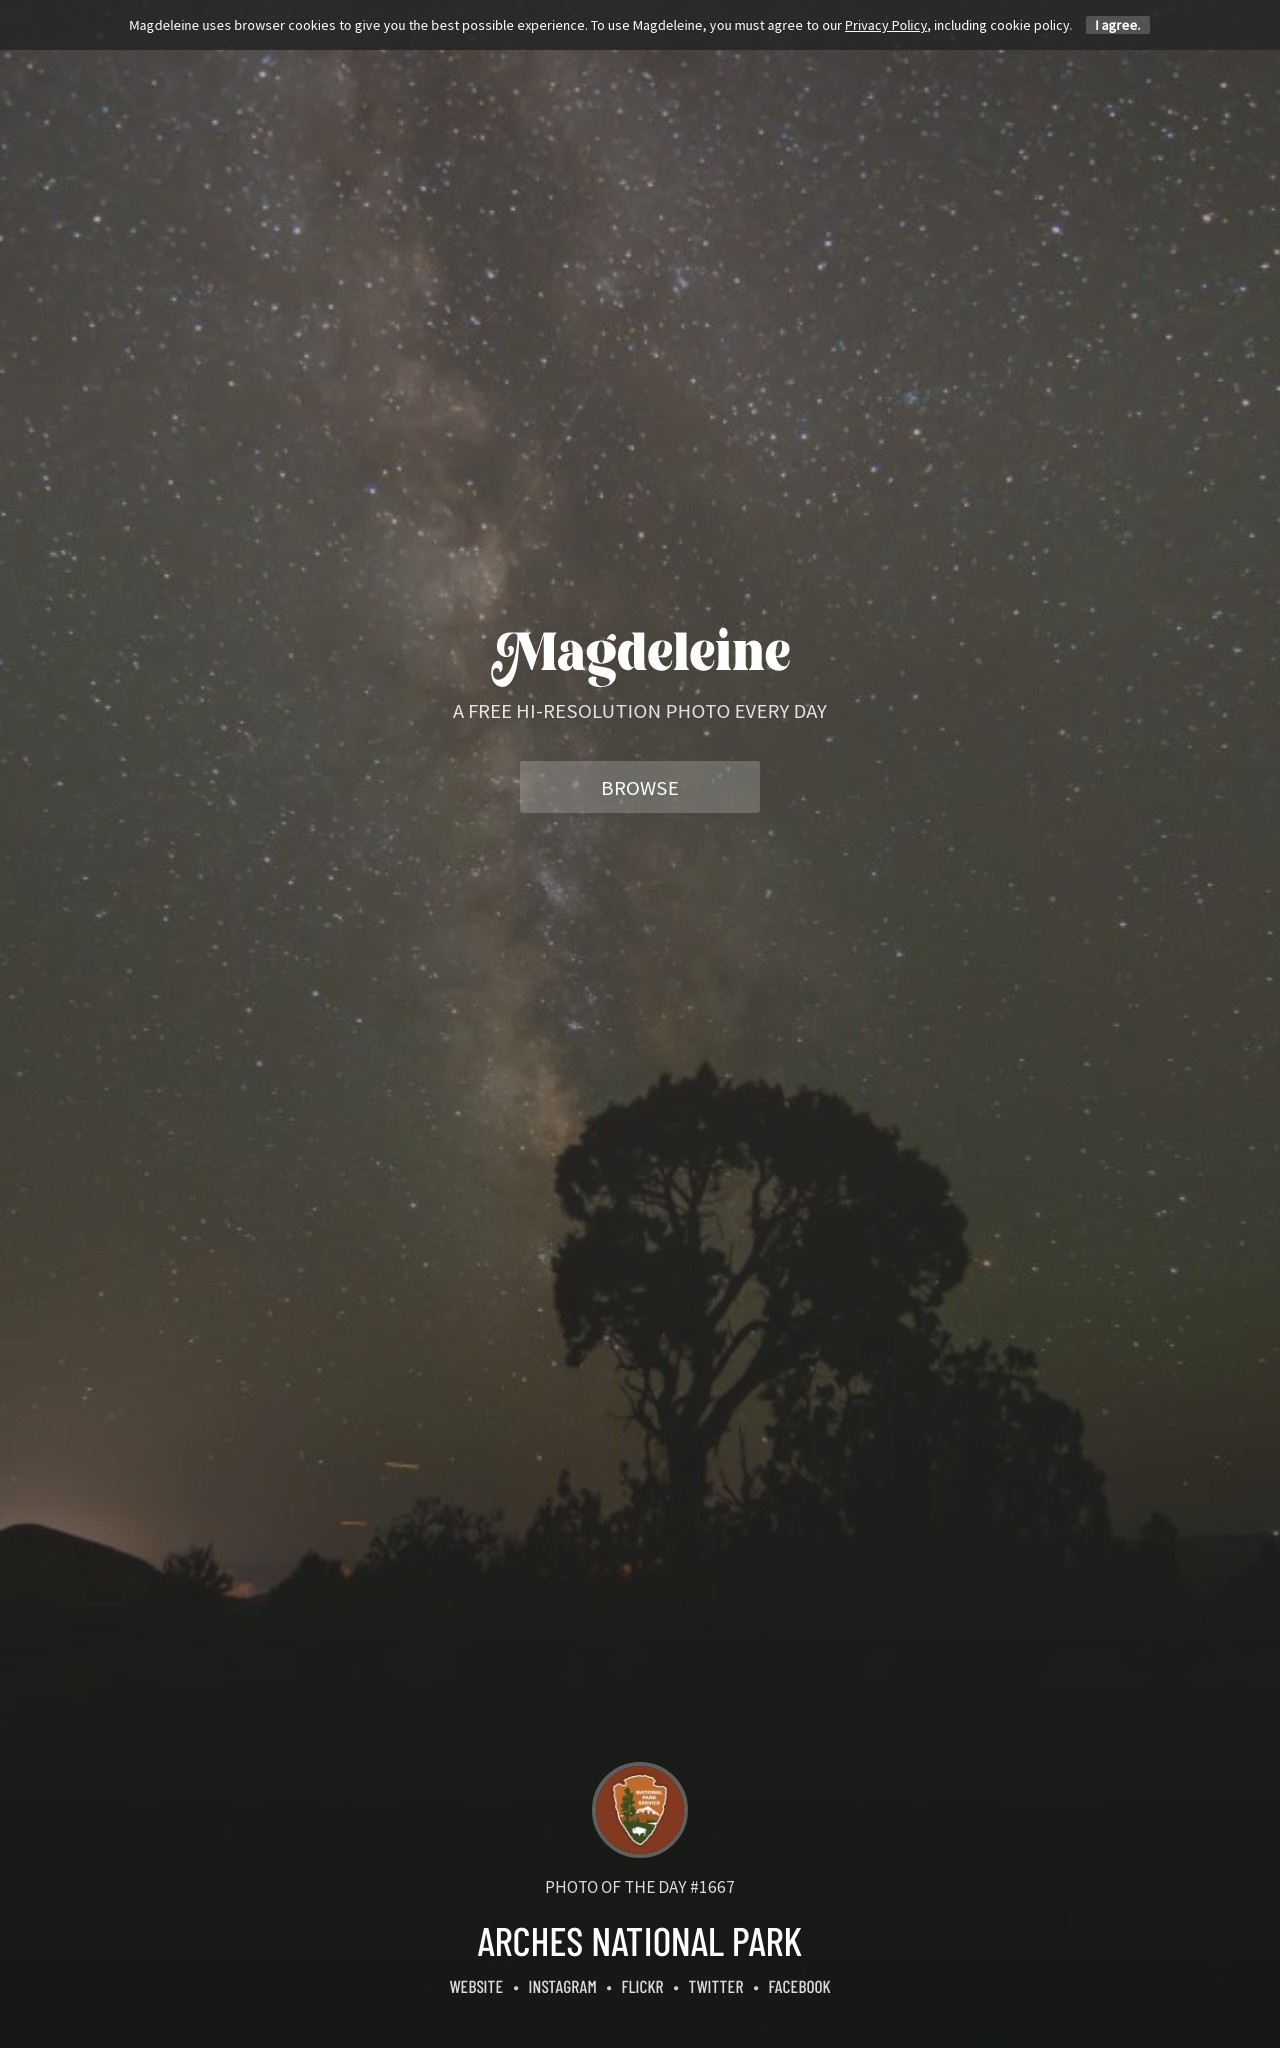 Magdeleine uses browser cookies to give you the best possible experience. To use Magdeleine, you must agree to our Privacy Policy, including cookie policy. I agree.
Magdeleine
A FREE HI-RESOLUTION PHOTO EVERY DAY
BROWSE
NATIONAL
PARK
SERVICE
PHOTO OF THE DAY #1667
ARCHES NATIONAL PARK
WEBSITE • INSTAGRAM • FLICKR • TWITTER • FACEBOOK